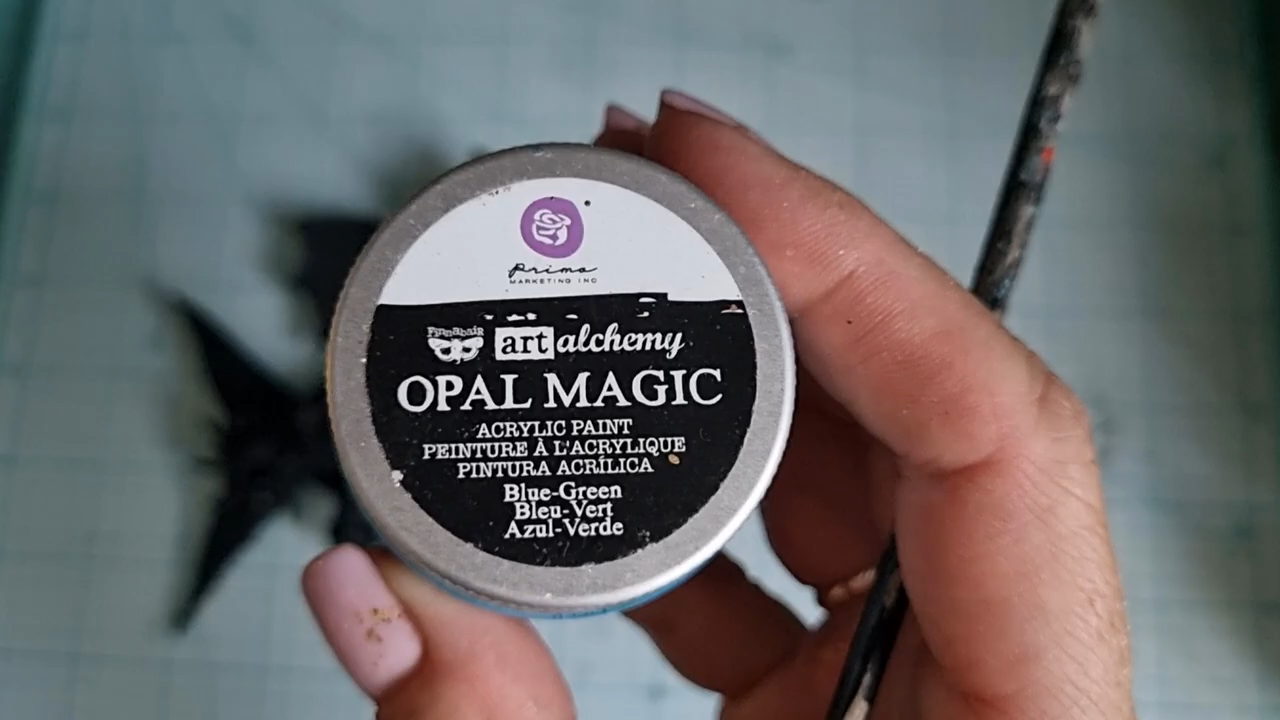 Prima
MARKETING INC
Finnabair
art alchemy
OPAL MAGIC
ACRYLIC PAINT
PEINTURE À L'ACRYLIQUE
PINTURA ACRÍLICA
Blue-Green
Bleu-Vert
Azul-Verde